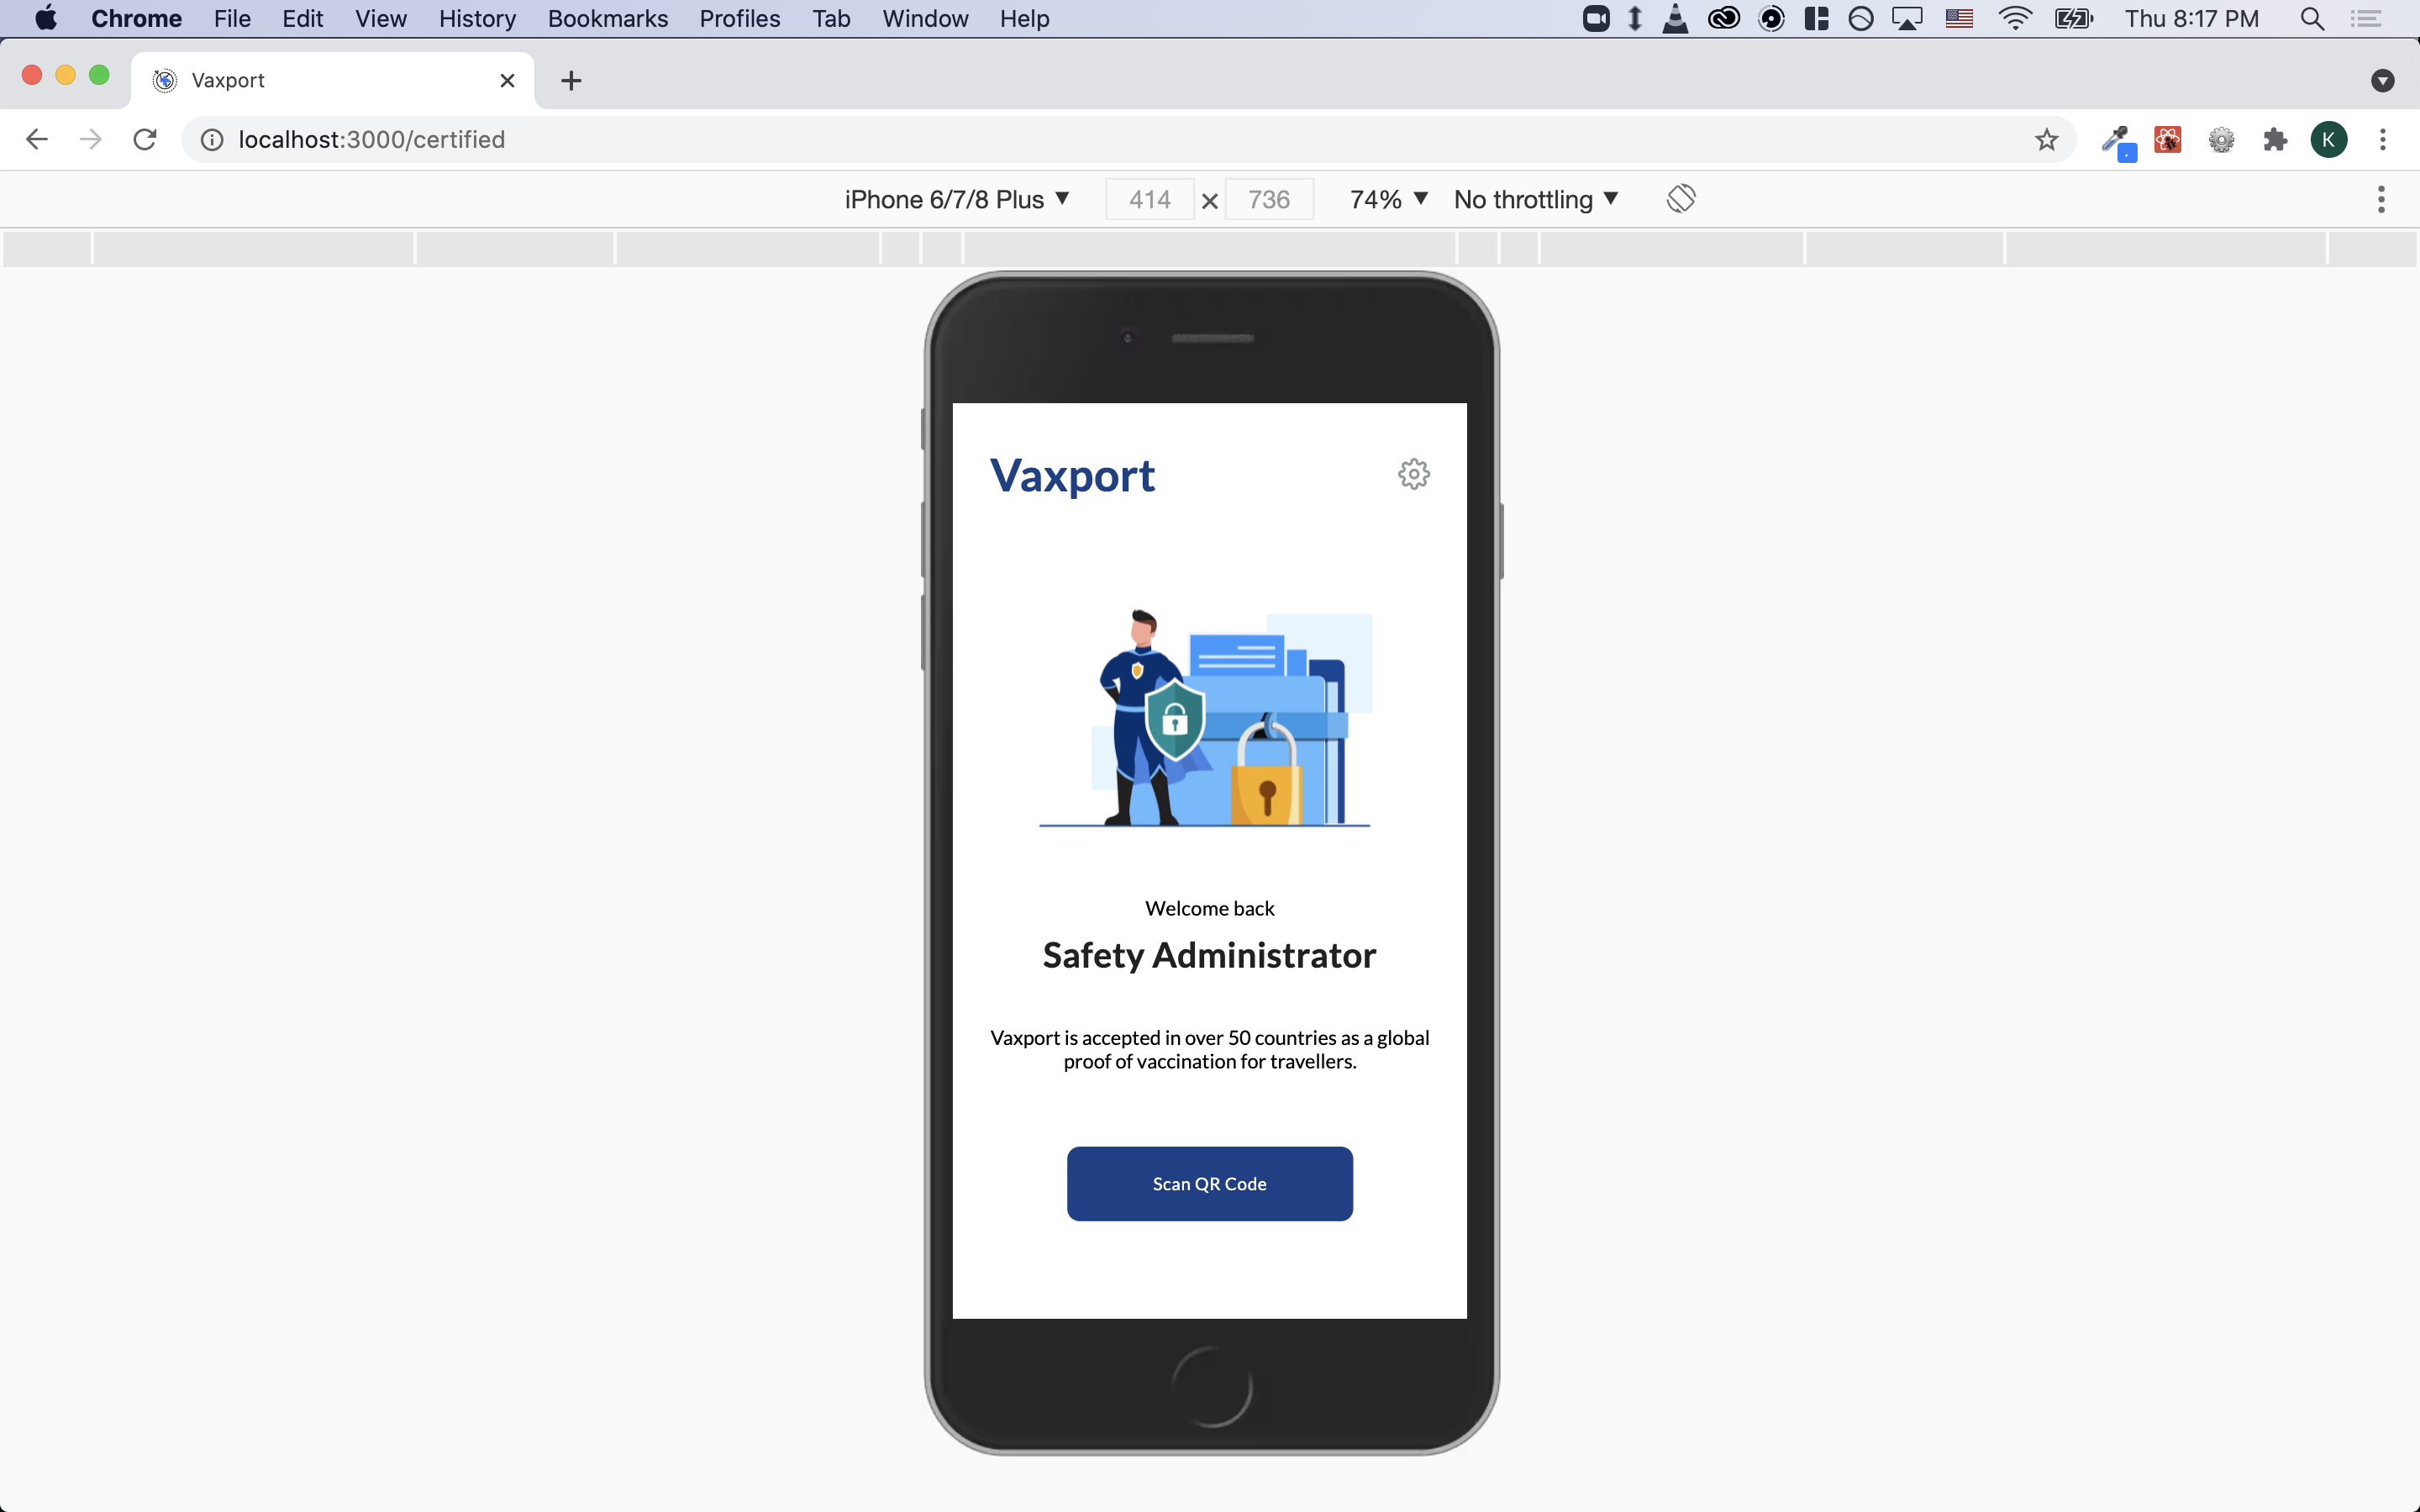 Chrome File Edit View History Bookmarks Profiles Tab Window Help Thu 8:17 PM
Vaxport
localhost:3000/certified K
iPhone 6/7/8 Plus 414 × 736 74% No throttling
Vaxport
Welcome back
Safety Administrator
Vaxport is accepted in over 50 countries as a global
proof of vaccination for travellers.
Scan QR Code